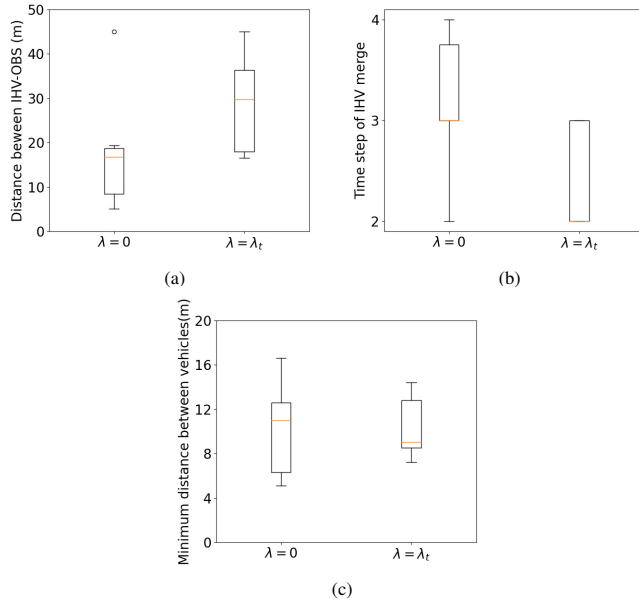 50
40
30
20
10
0
Distance beween IHV-OBS (m)
λ = 0
λ = λt
(a)
4
3
2
Time step of IHV merge
λ = 0
λ = λt
(b)
20
16
12
8
4
0
Minimum distance between vehicles(m)
λ = 0
λ = λt
(c)